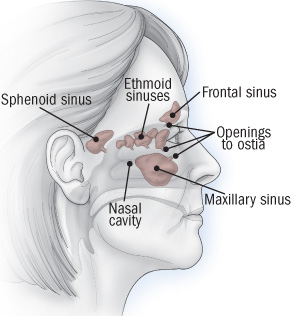 Ethmoid
sinuses
Frontal sinus
Sphenoid sinus
Openings
to ostia
Maxillary sinus
Nasal
cavity